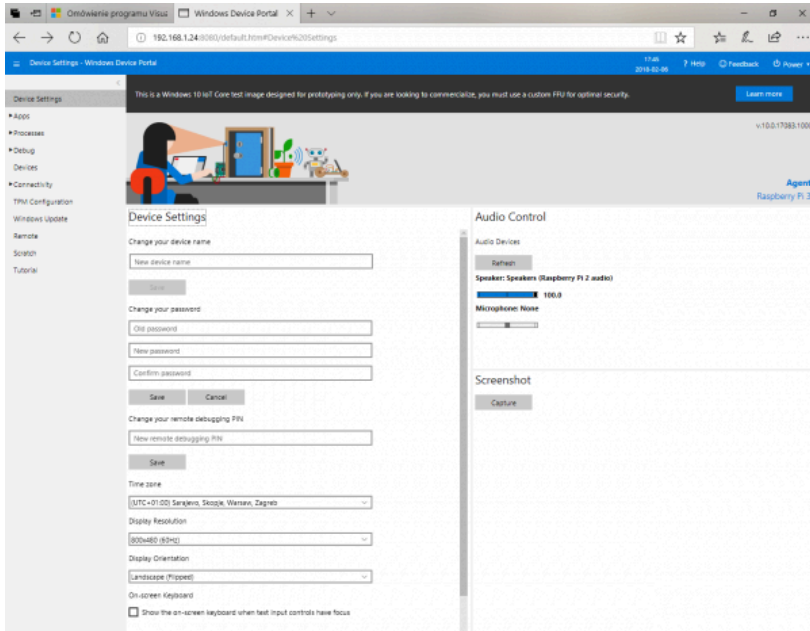 Omówienie programu Visua
Windows Device Portal
192.168.1.24:8080/default.htm#Device%20Settings
Device Settings - Windows Device Portal
17:45
2018-02-06
? Help
Feedback
Power
This is a Windows 10 IoT Core test image designed for prototyping only. If you are looking to commercialize, you must use a custom FFU for optimal security.
Learn more
Device Settings
Apps
Processes
Debug
Devices
Connectivity
TPM Configuration
Windows Update
Remote
Scratch
Tutorial
v.10.0.17083.1000
Agent
Raspberry Pi 3
Device Settings
Change your device name
New device name
Save
Change your password
Old password
New password
Confirm password
Save
Cancel
Change your remote debugging PIN
New remote debugging PIN
Save
Time zone
(UTC+01:00) Sarajevo, Skopje, Warsaw, Zagreb
Display Resolution
800x480 (60Hz)
Display Orientation
Landscape (Flipped)
On-screen Keyboard
Show the on-screen keyboard when text input controls have focus
Audio Control
Audio Devices
Refresh
Speaker: Speakers (Raspberry Pi 2 audio)
100.0
Microphone: None
Screenshot
Capture